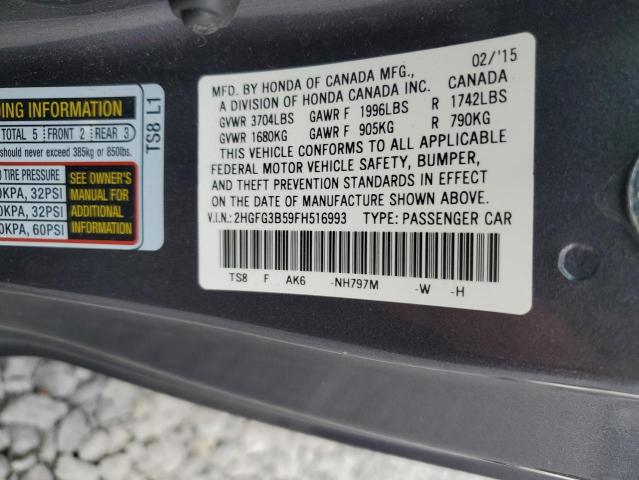 DING INFORMATION
TOTAL 5 FRONT 2 REAR 3
should never exceed 385kg or 850lbs.
TIRE PRESSURE
0KPA, 32PSI
0KPA, 32PSI
0KPA, 60PSI
SEE OWNER'S
MANUAL FOR
ADDITIONAL
INFORMATION
TS8 L1
02/'15
MFD. BY HONDA OF CANADA MFG., CANADA
A DIVISION OF HONDA CANADA INC.
GVWR 3704LBS GAWR F 1996LBS R 1742LBS
GVWR 1680KG GAWR F 905KG R 790KG
THIS VEHICLE CONFORMS TO ALL APPLICABLE
FEDERAL MOTOR VEHICLE SAFETY, BUMPER,
AND THEFT PREVENTION STANDARDS IN EFFECT
ON THE DATE OF MANUFACTURE SHOWN ABOVE.
V.I.N.: 2HGFG3B59FH516993 TYPE: PASSENGER CAR
TS8 F AK6 -NH797M -W -H